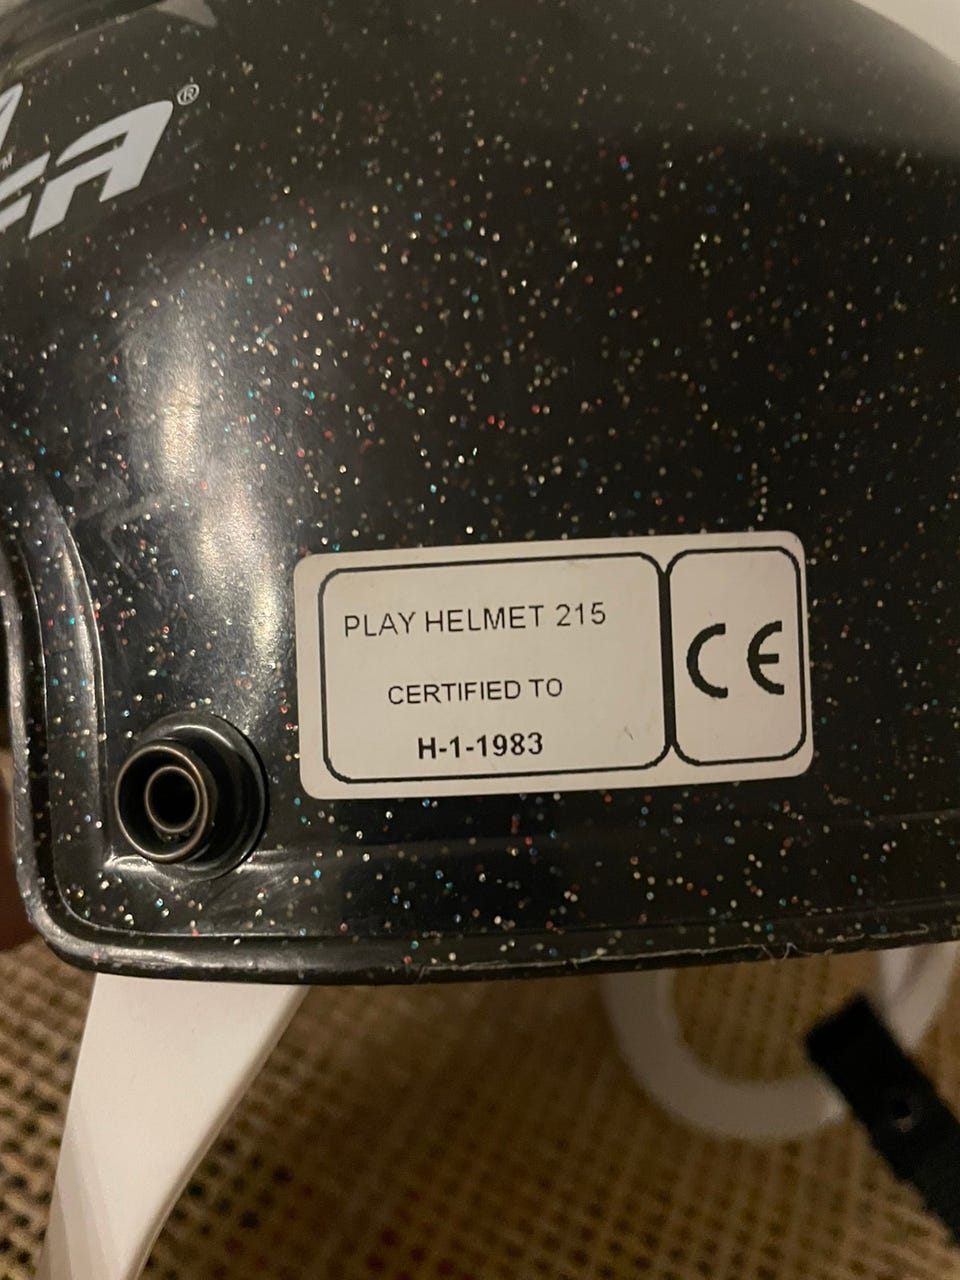 PLAY HELMET 215
CERTIFIED TO
H-1-1983
CE